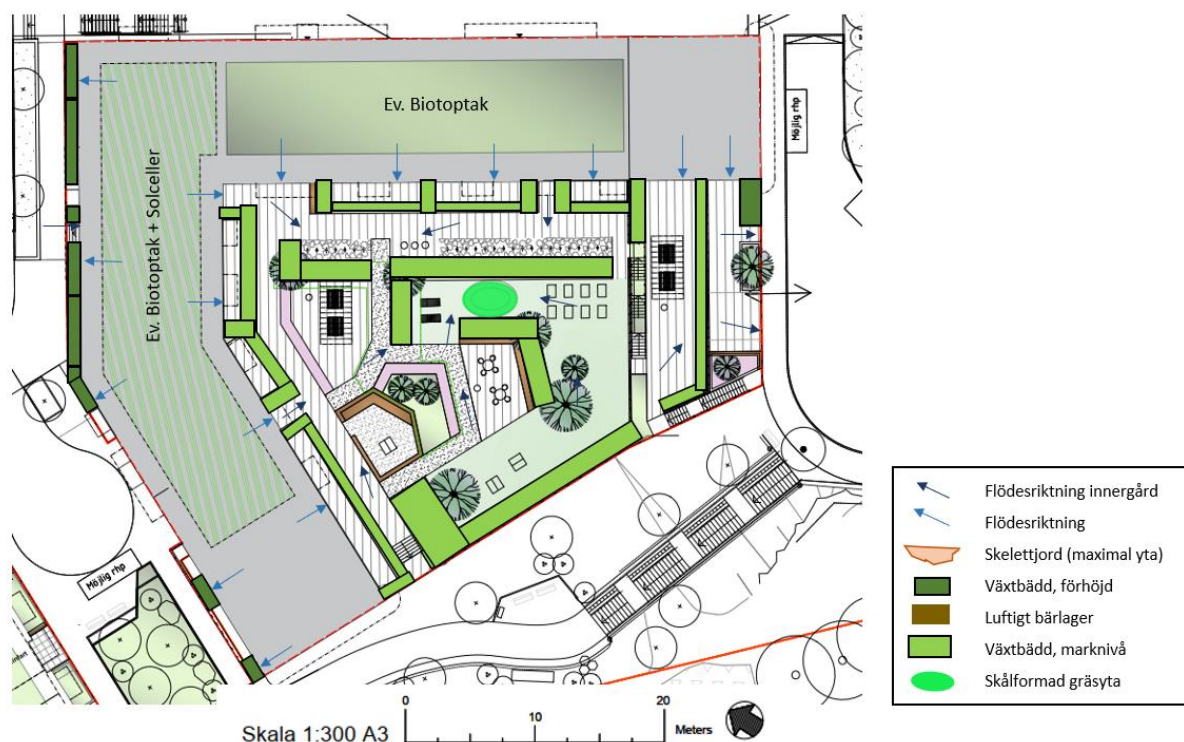 Ev. Biotoptak
Möjlig rhp
Ev. Biotoptak + Solceller
Möjlig rhp
Flödesriktning innergård
Flödesriktning
Skelettjord (maximal yta)
Växtbädd, förhöjd
Luftigt bärlager
Växtbädd, marknivå
Skålformad gräsyta
0
10
20
Meters
Skala 1:300 A3